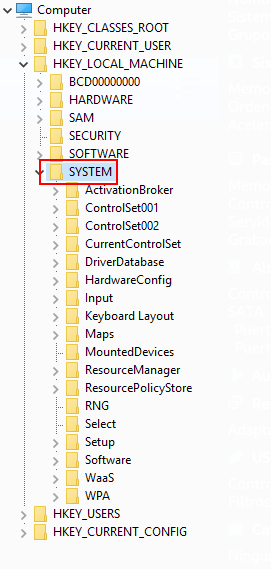 Computer
HKEY_CLASSES_ROOT
HKEY_CURRENT_USER
HKEY_LOCAL_MACHINE
BCD00000000
HARDWARE
SAM
SECURITY
SOFTWARE
SYSTEM
ActivationBroker
ControlSet001
ControlSet002
CurrentControlSet
DriverDatabase
HardwareConfig
Input
Keyboard Layout
Maps
MountedDevices
ResourceManager
ResourcePolicyStore
RNG
Select
Setup
Software
WaaS
WPA
HKEY_USERS
HKEY_CURRENT_CONFIG